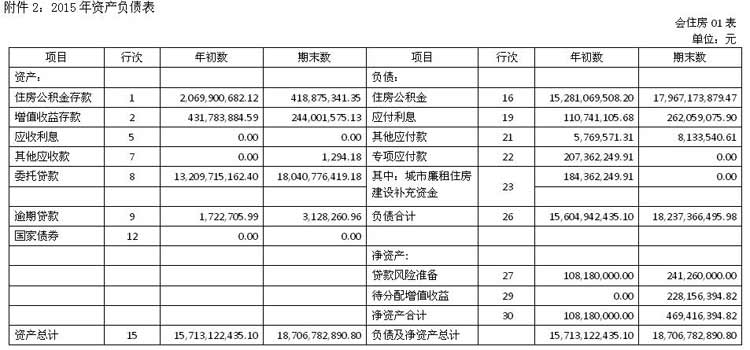 附件2：2015年资产负债表
会住房01表
单位：元
项目 行次 年初数 期末数 项目 行次 年初数 期末数
资产： 负债：
住房公积金存款 1 2,069,900,682.12 418,875,341.35 住房公积金 16 15,281,069,508.20 17,967,173,879.47
增值收益存款 2 431,783,884.59 244,001,575.13 应付利息 19 110,741,105.68 262,059,075.90
应收利息 5 0.00 0.00 其他应付款 21 5,769,571.31 8,133,540.61
其他应收款 7 0.00 1,294.18 专项应付款 22 207,362,249.91 0.00
委托贷款 8 13,209,715,162.40 18,040,776,419.18 其中：城市廉租住房 23 184,362,249.91 0.00
建设补充资金
逾期贷款 9 1,722,705.99 3,128,260.96 负债合计 26 15,604,942,435.10 18,237,366,495.98
国家债券 12 0.00 0.00
净资产：
贷款风险准备 27 108,180,000.00 241,260,000.00
待分配增值收益 29 0.00 228,156,394.82
净资产合计 30 108,180,000.00 469,416,394.82
资产总计 15 15,713,122,435.10 18,706,782,890.80 负债及净资产总计 15,713,122,435.10 18,706,782,890.80